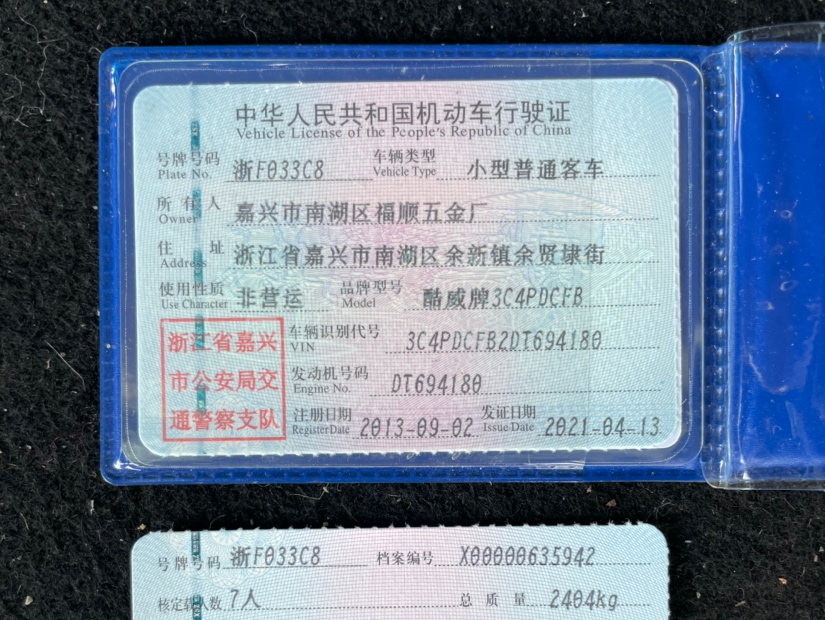 中华人民共和国机动车行驶证
Vehicle License of the People's Republic of China
号牌号码 Plate No. 浙F033C8 车辆类型 Vehicle Type 小型普通客车
所有人 Owner 嘉兴市南湖区福顺五金厂
住址 Address 浙江省嘉兴市南湖区余新镇余贤埭街
使用性质 Use Character 非营运 品牌型号 Model 酷威牌3C4PDCFB
浙江省嘉兴
市公安局交
通警察支队
车辆识别代号 VIN 3C4PDCFB2DT694180
发动机号码 Engine No. DT694180
注册日期 Register Date 2013-09-02 发证日期 Issue Date 2021-04-13
号牌号码 浙F033C8 档案编号 X00000635942
核定载人数 7人 总质量 2404kg